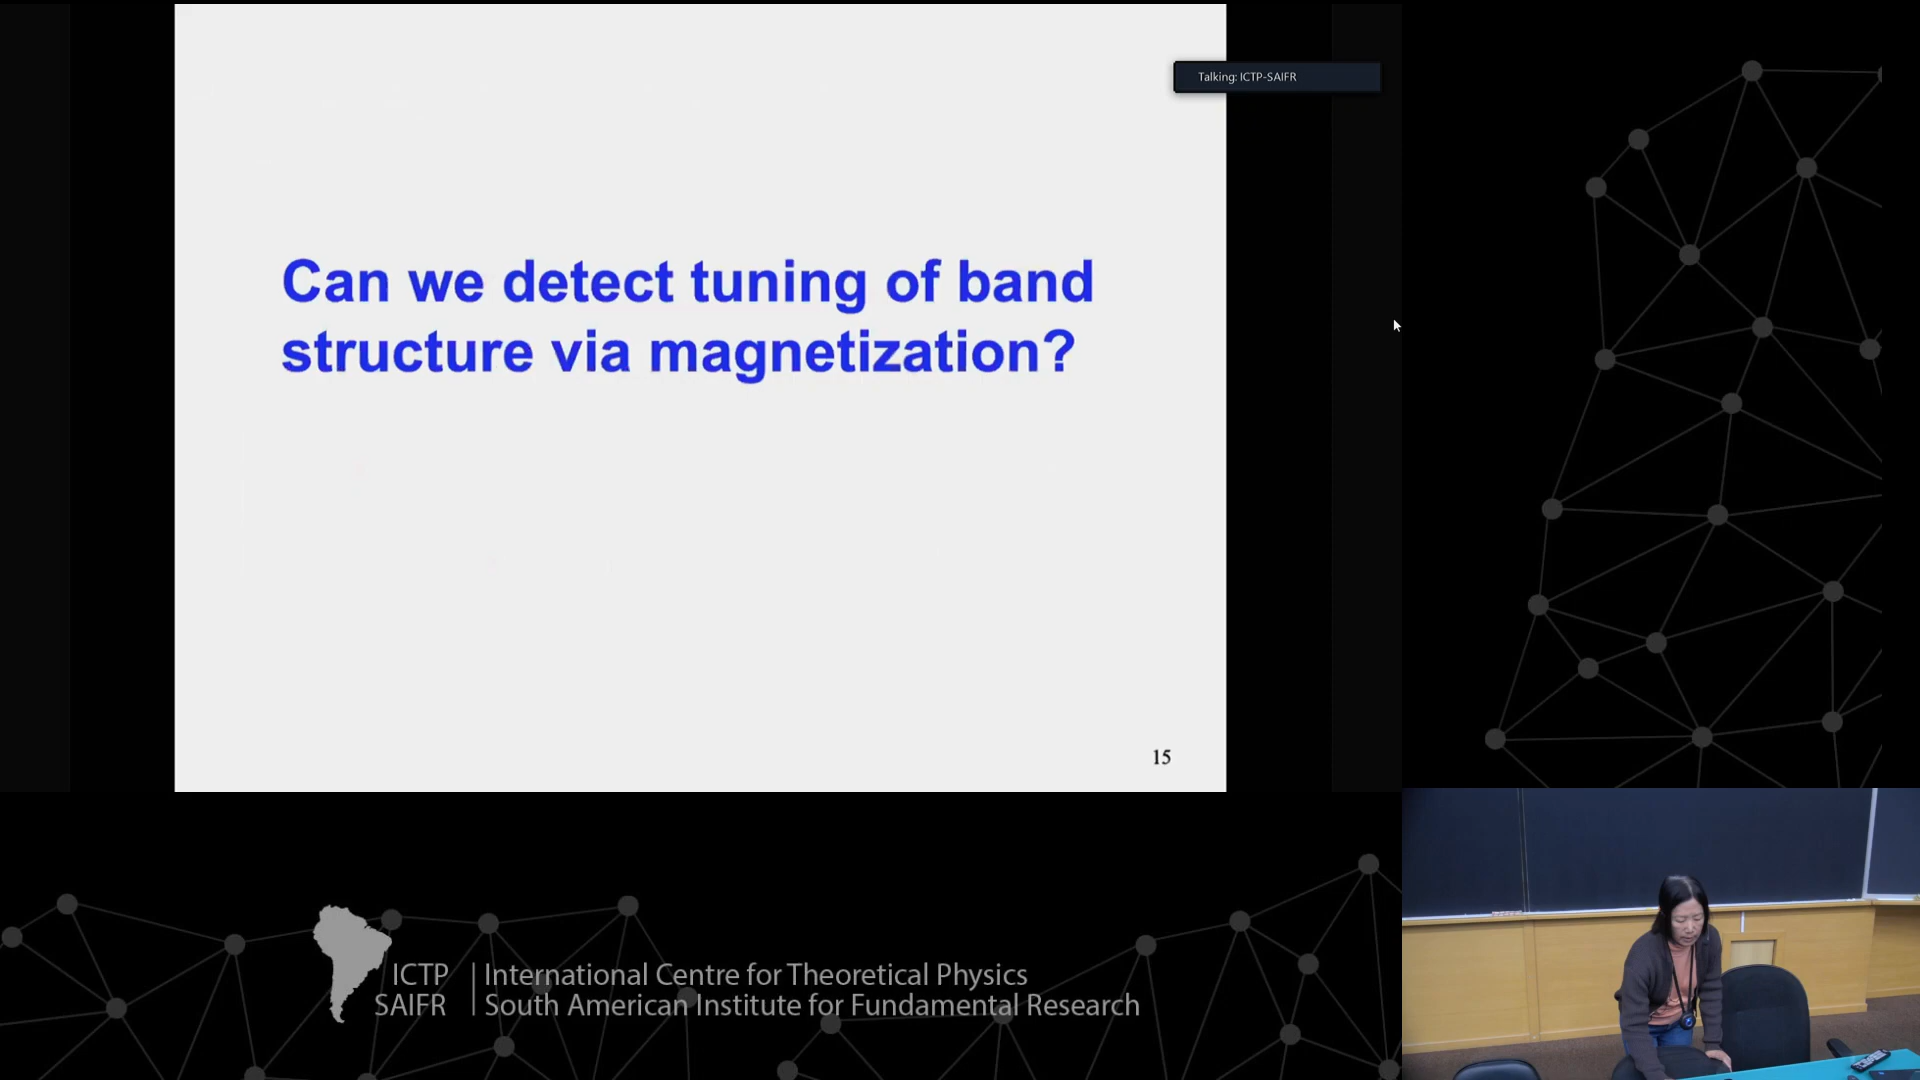 Talking: ICTP-SAIFR
Can we detect tuning of band
structure via magnetization?
15
ICTP
SAIFR
International Centre for Theoretical Physics
South American Institute for Fundamental Research